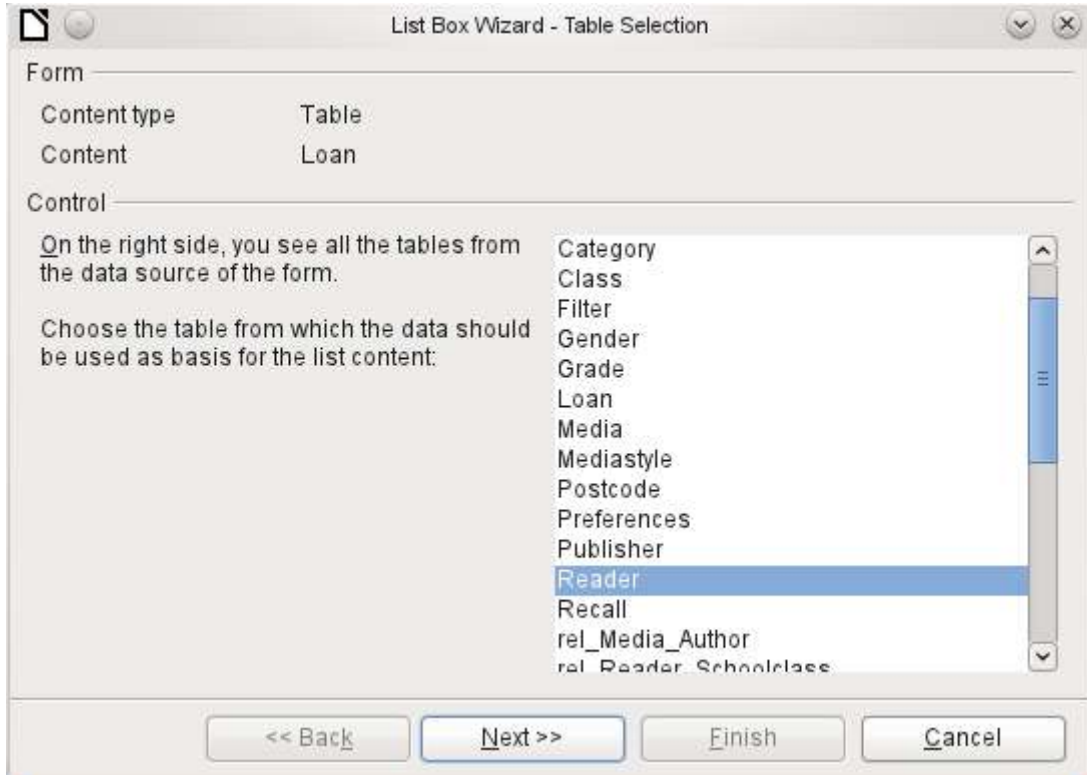 List Box Wizard - Table Selection
Form
Content type Table
Content Loan
Control
On the right side, you see all the tables from
the data source of the form.
Choose the table from which the data should
be used as basis for the list content:
Category
Class
Filter
Gender
Grade
Loan
Media
Mediastyle
Postcode
Preferences
Publisher
Reader
Recall
rel_Media_Author
rel_Reader_Schoolclass
<< Back Next >> Finish Cancel